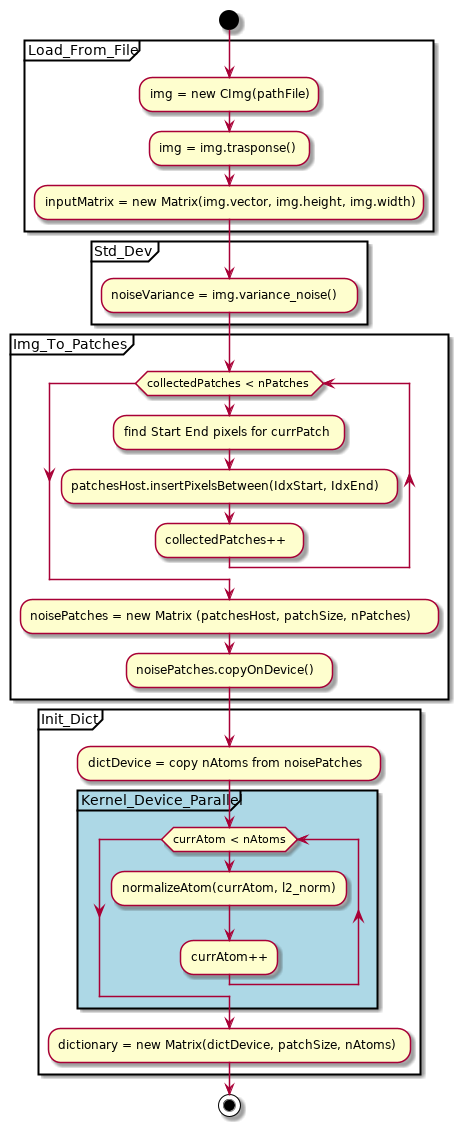 Load_From_File
img = new CImg(pathFile)
img = img.trasponse()
inputMatrix = new Matrix(img.vector, img.height, img.width)
Std_Dev
noiseVariance = img.variance_noise()
Img_To_Patches
collectedPatches < nPatches
find Start End pixels for currPatch
patchesHost.insertPixelsBetween(IdxStart, IdxEnd)
collectedPatches++
noisePatches = new Matrix (patchesHost, patchSize, nPatches)
noisePatches.copyOnDevice()
Init_Dict
dictDevice = copy nAtoms from noisePatches
Kernel_Device_Parallel
currAtom < nAtoms
normalizeAtom(currAtom, l2_norm)
currAtom++
dictionary = new Matrix(dictDevice, patchSize, nAtoms)